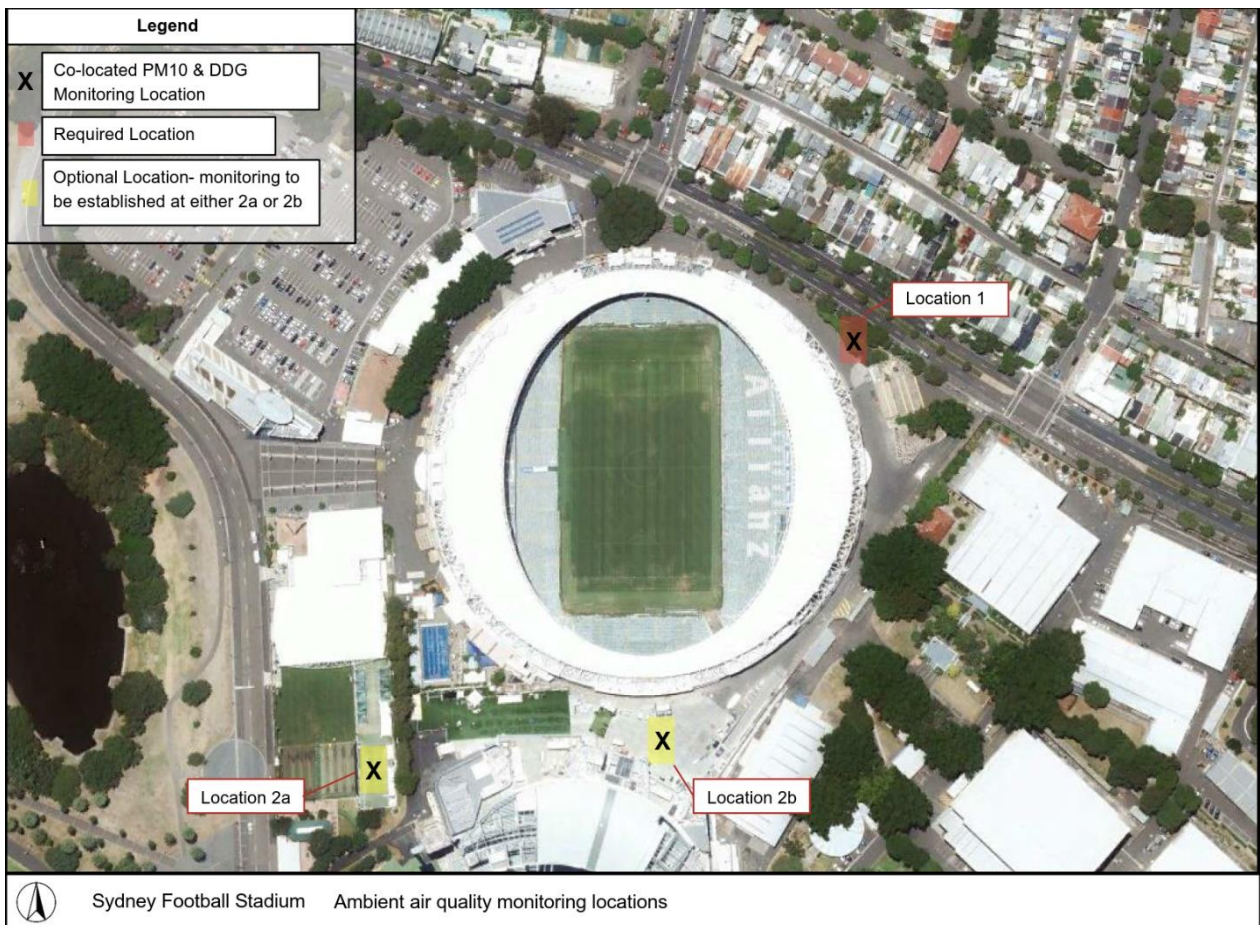 Legend
X
Co-located PM10 & DDG
Monitoring Location
Required Location
Optional Location- monitoring to
be established at either 2a or 2b
Location 1
X
Allianz
X
Location 2b
X
Location 2a
Sydney Football Stadium Ambient air quality monitoring locations